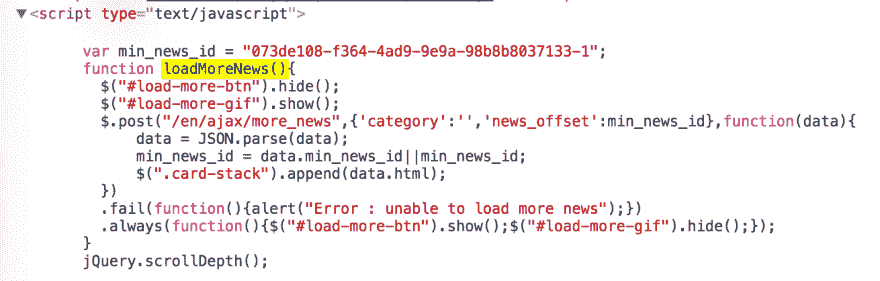 ▼<script type="text/javascript">
var min_news_id = "073de108-f364-4ad9-9e9a-98b8b8037133-1";
function loadMoreNews(){
$("#load-more-btn").hide();
$("#load-more-gif").show();
$.post("/en/ajax/more_news",{'category':'','news_offset':min_news_id},function(data){
data = JSON.parse(data);
min_news_id = data.min_news_id||min_news_id;
$(".card-stack").append(data.html);
})
.fail(function(){alert("Error : unable to load more news");})
.always(function(){$("#load-more-btn").show();$("#load-more-gif").hide();});
}
jQuery.scrollDepth();